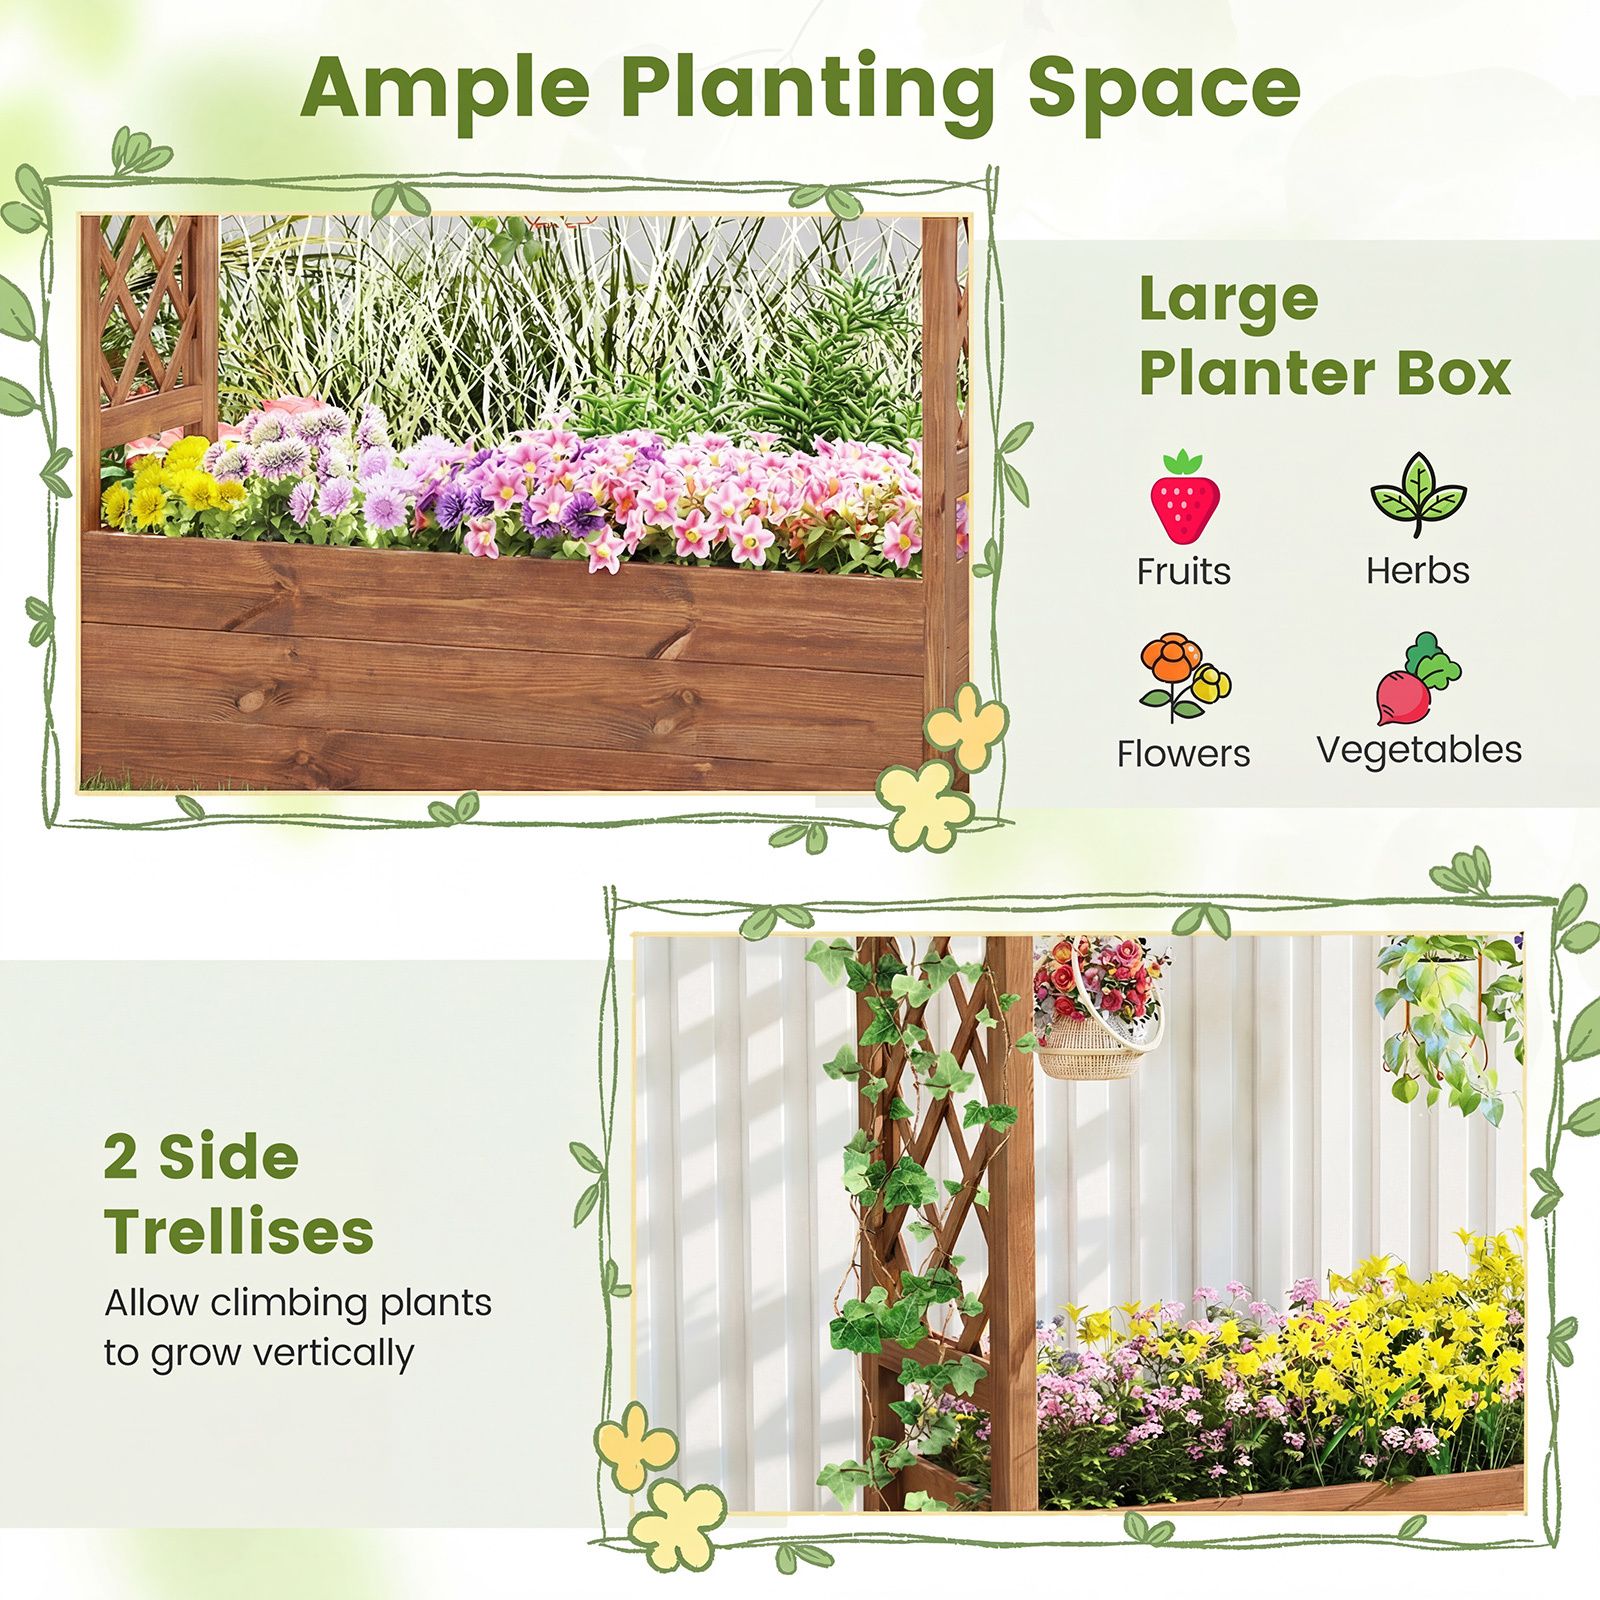 Ample Planting Space
Large
Planter Box
Fruits
Herbs
Flowers
Vegetables
2 Side
Trellises
Allow climbing plants
to grow vertically